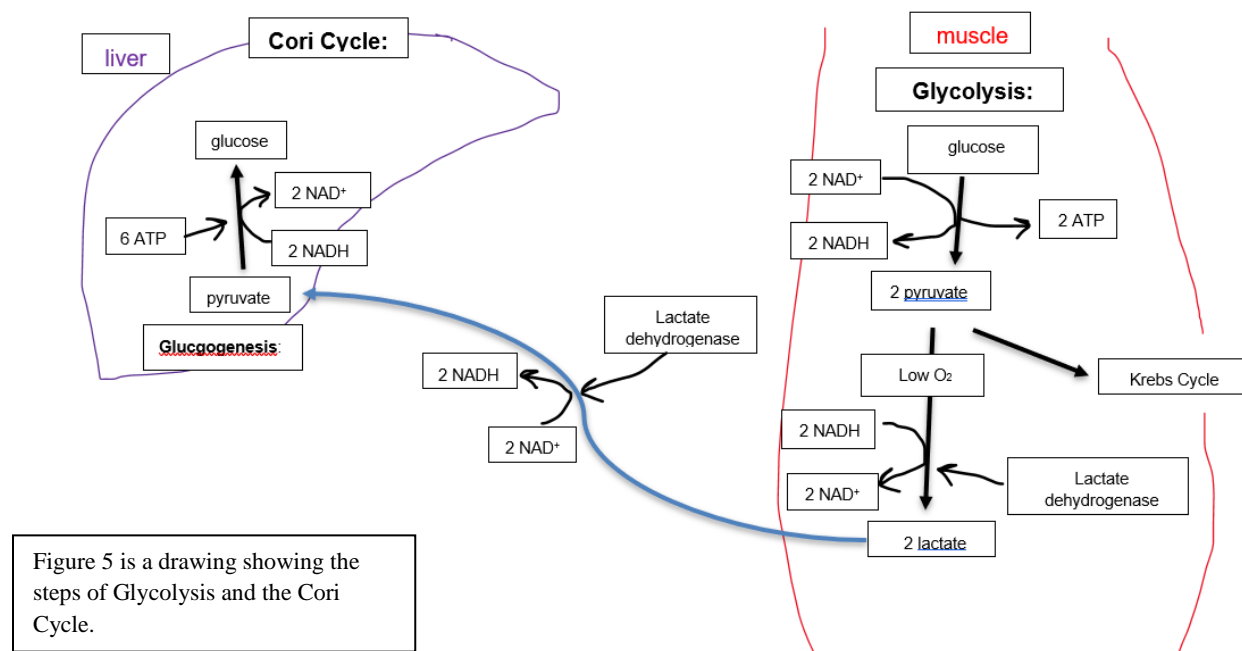 liver
Cori Cycle:
glucose
2 NAD⁺
6 ATP
2 NADH
pyruvate
Glucgogenesis:
2 NADH
2 NAD⁺
Lactate
dehydrogenase
muscle
Glycolysis:
glucose
2 NAD⁺
2 NADH
2 ATP
2 pyruvate
Low O₂
Krebs Cycle
2 NADH
2 NAD⁺
Lactate
dehydrogenase
2 lactate
Figure 5 is a drawing showing the
steps of Glycolysis and the Cori
Cycle.